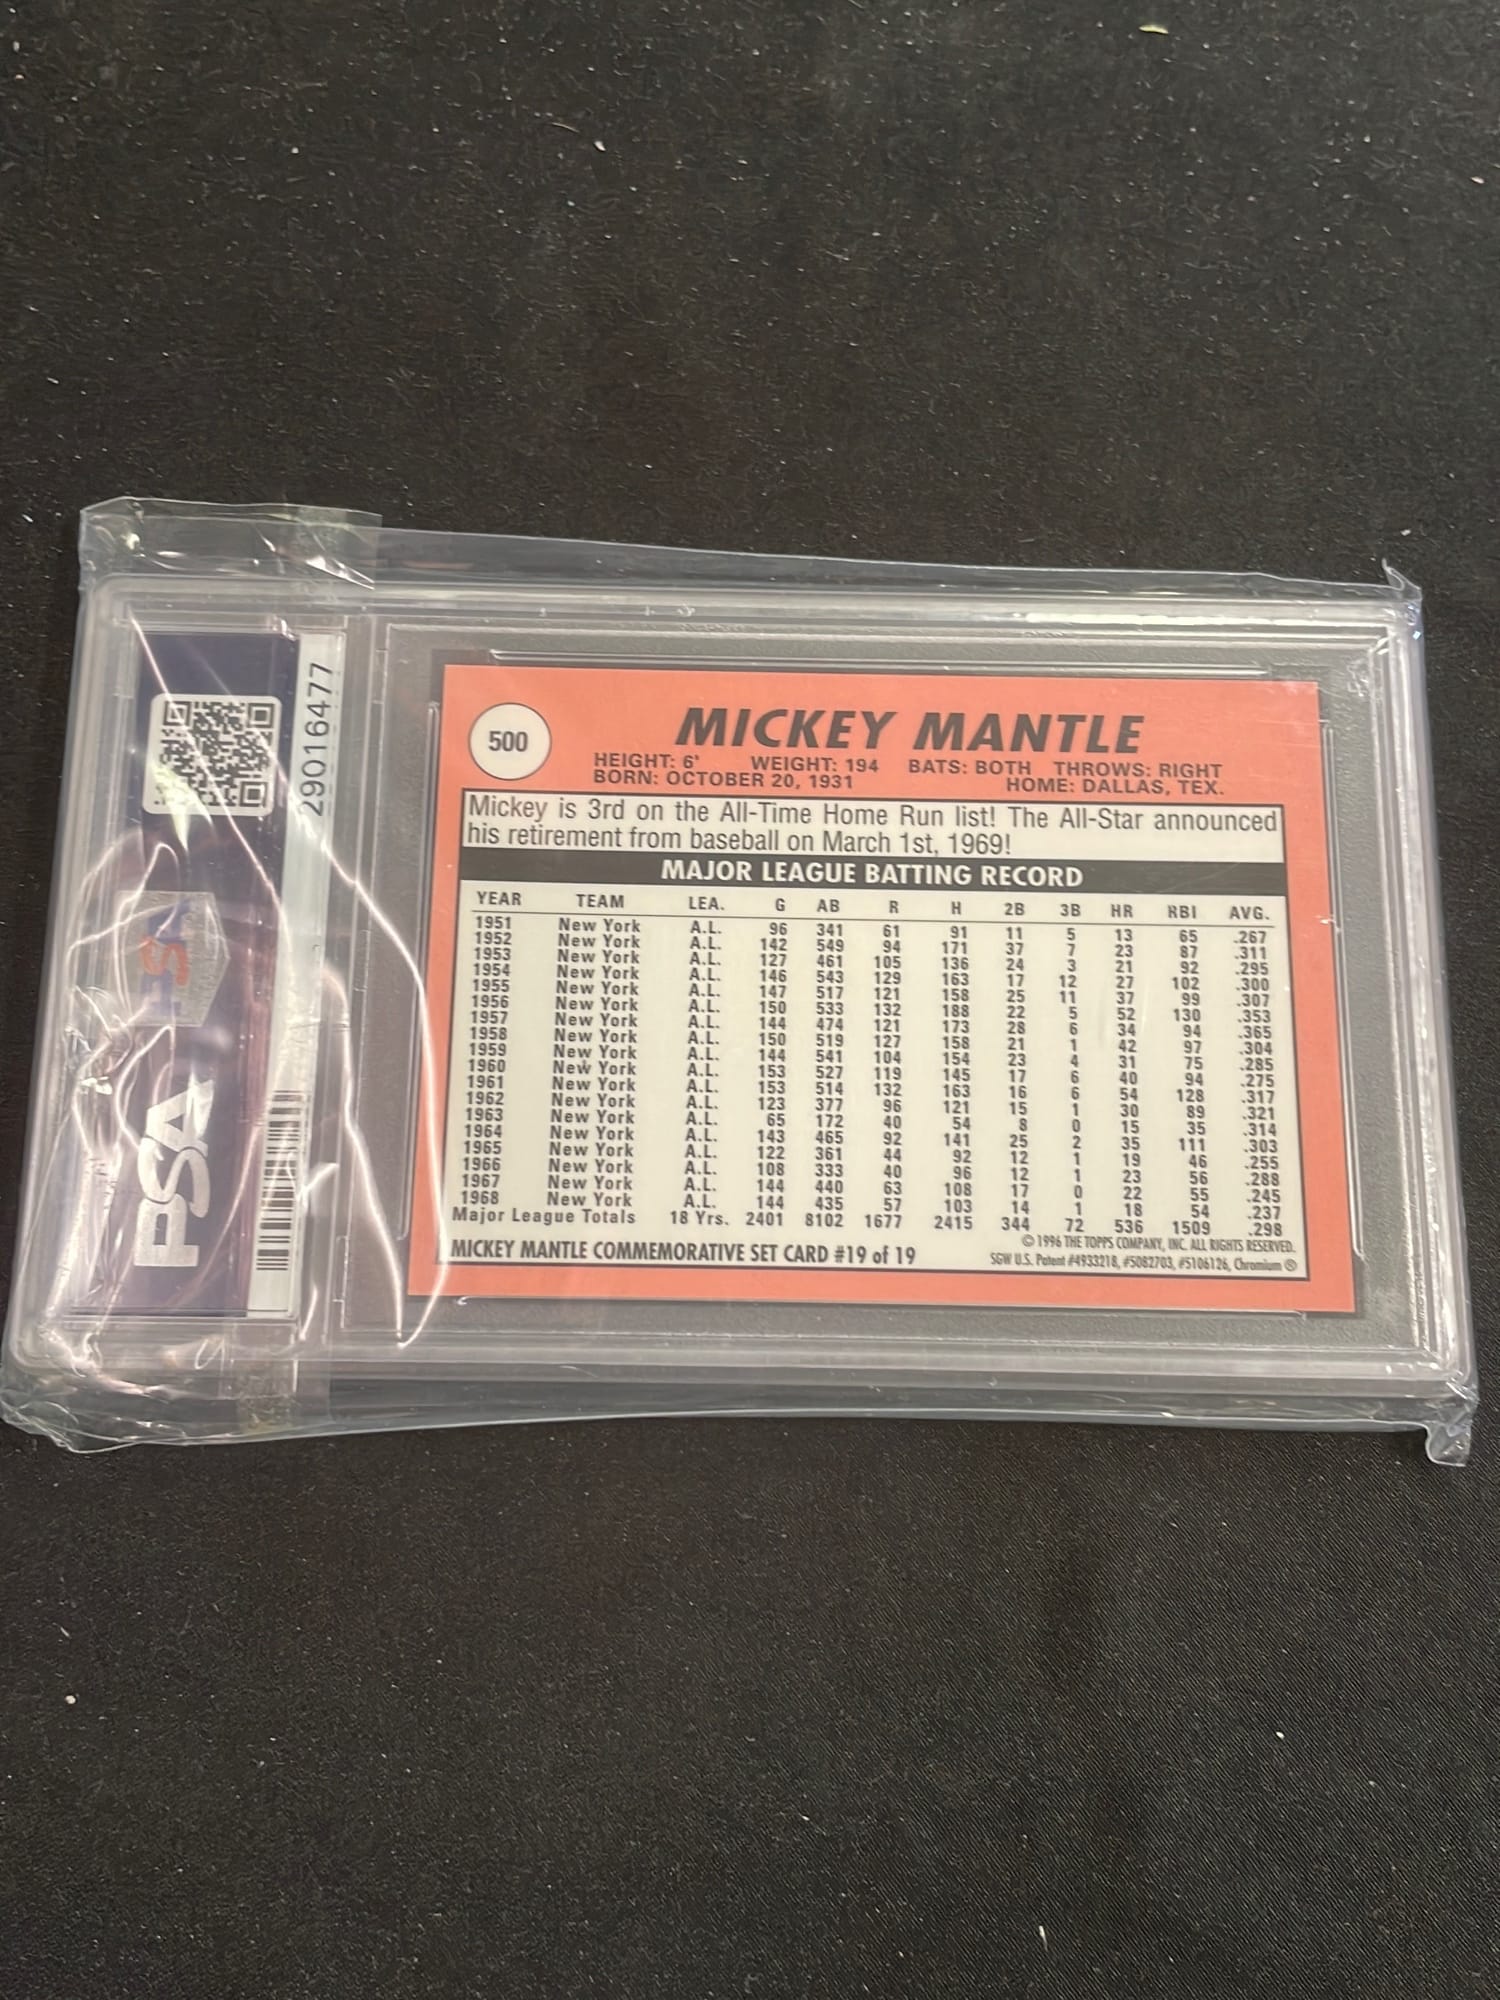 29016477
PSA
500
MICKEY MANTLE
HEIGHT: 6' WEIGHT: 194 BATS: BOTH THROWS: RIGHT
BORN: OCTOBER 20, 1931 HOME: DALLAS, TEX.
Mickey is 3rd on the All-Time Home Run list! The All-Star announced
his retirement from baseball on March 1st, 1969!
MAJOR LEAGUE BATTING RECORD
YEAR TEAM LEA. G AB R H 2B 3B HR RBI AVG.
1951 New York A.L. 96 341 61 91 11 5 13 65 .267
1952 New York A.L. 142 549 94 171 37 7 23 87 .311
1953 New York A.L. 127 461 105 136 24 3 21 92 .295
1954 New York A.L. 146 543 129 163 17 12 27 102 .300
1955 New York A.L. 147 517 121 158 25 11 37 99 .307
1956 New York A.L. 150 533 132 188 22 5 52 130 .353
1957 New York A.L. 144 474 121 173 28 6 34 94 .365
1958 New York A.L. 150 519 127 158 21 1 42 97 .304
1959 New York A.L. 144 541 104 154 23 4 31 75 .285
1960 New York A.L. 153 527 119 145 17 6 40 94 .275
1961 New York A.L. 153 514 132 163 16 6 54 128 .317
1962 New York A.L. 123 377 96 121 15 1 30 89 .321
1963 New York A.L. 65 172 40 54 8 0 15 35 .314
1964 New York A.L. 143 465 92 141 25 2 35 111 .303
1965 New York A.L. 122 361 44 92 12 1 19 46 .255
1966 New York A.L. 108 333 40 96 12 1 23 56 .288
1967 New York A.L. 144 440 63 108 17 0 22 55 .245
1968 New York A.L. 144 435 57 103 14 1 18 54 .237
Major League Totals 18 Yrs. 2401 8102 1677 2415 344 72 536 1509 .298
© 1996 THE TOPPS COMPANY, INC. ALL RIGHTS RESERVED.
MICKEY MANTLE COMMEMORATIVE SET CARD #19 of 19
SGW U.S. Patent #4933218, #5082703, #5106126, Chromium ®